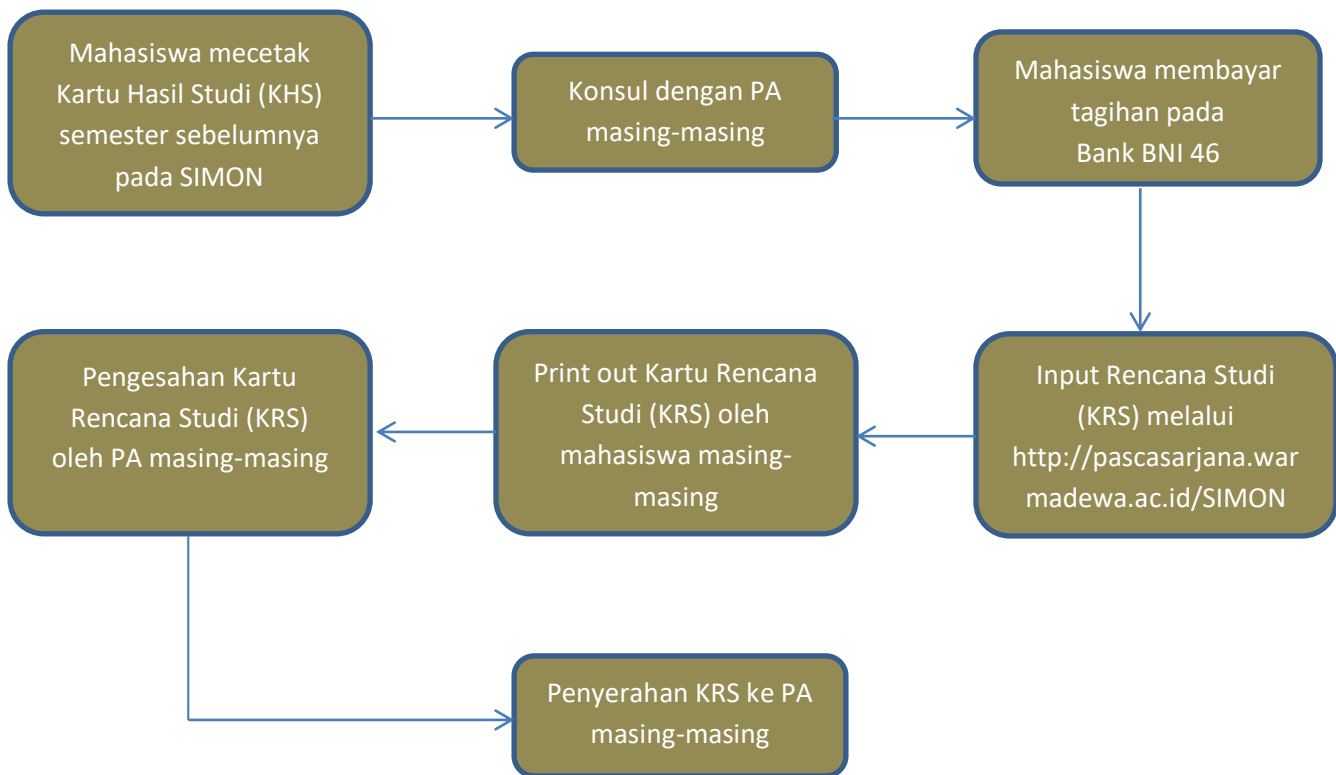 Mahasiswa mecetak
Kartu Hasil Studi (KHS)
semester sebelumnya
pada SIMON
Konsul dengan PA
masing-masing
Mahasiswa membayar
tagihan pada
Bank BNI 46
Input Rencana Studi
(KRS) melalui
http://pascasarjana.war
madewa.ac.id/SIMON
Print out Kartu Rencana
Studi (KRS) oleh
mahasiswa masing-
masing
Pengesahan Kartu
Rencana Studi (KRS)
oleh PA masing-masing
Penyerahan KRS ke PA
masing-masing